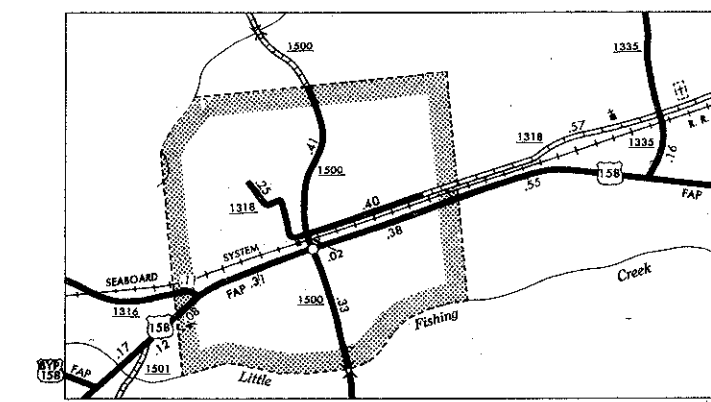 1500
1335
.57
1318
R. R.
1335
.16
.41
1500
.25
1318
.40
.55
158
FAP
SYSTEM
.38
.02
SEABOARD
.11
FAP .31
1500
.33
Creek
1316
.08
158
Fishing
.17
.12
BYP
158
FAP
1501
Little